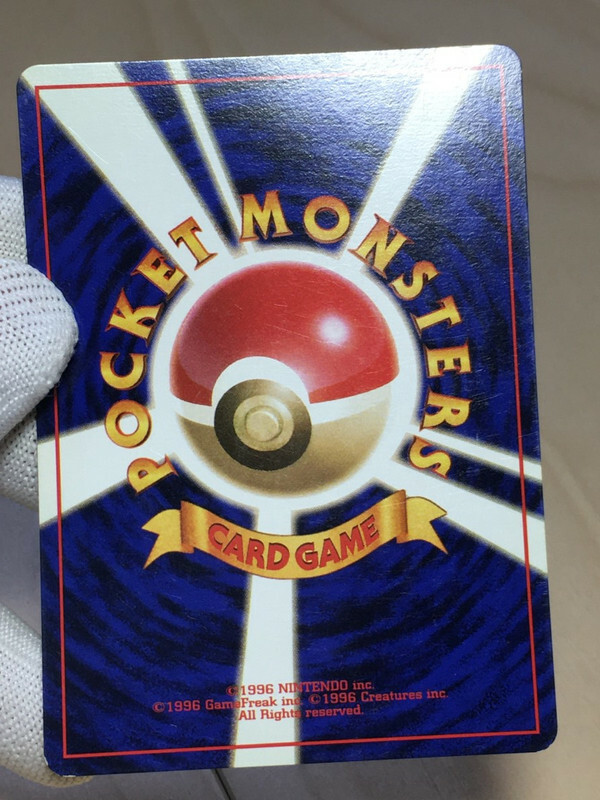 POCKET MONSTERS
CARD GAME
©1996 NINTENDO inc.
©1996 GameFreak inc. ©1996 Creatures inc.
All Rights reserved.